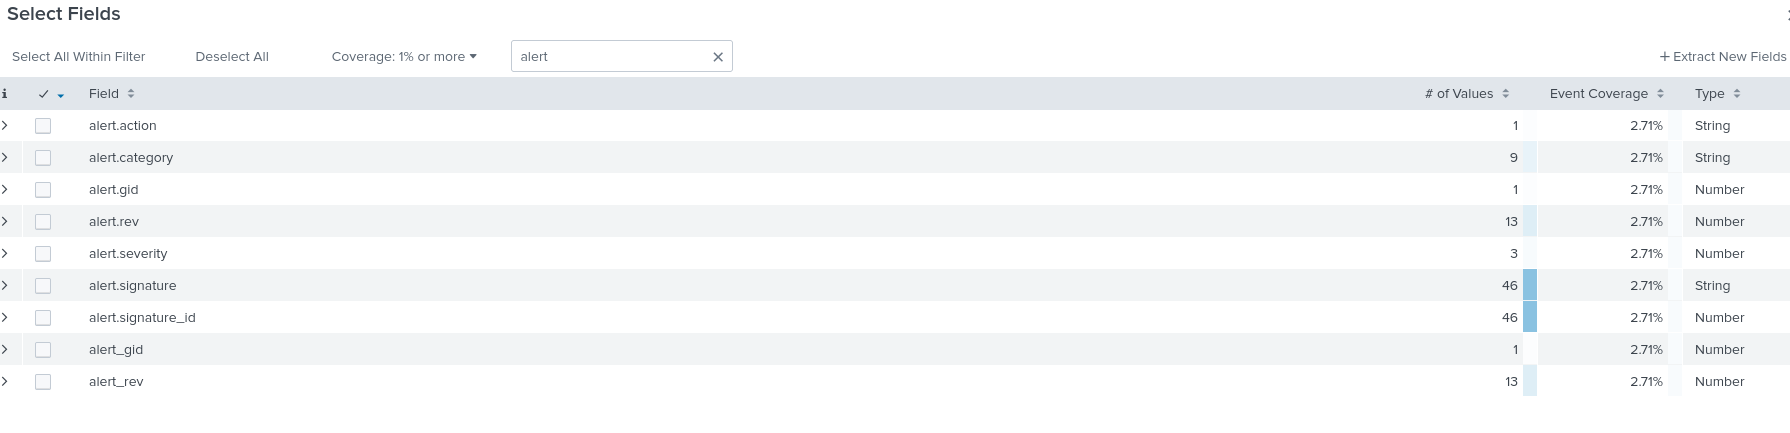 Select Fields
Select All Within Filter Deselect All Coverage: 1% or more alert + Extract New Fields
i Field # of Values Event Coverage Type
alert.action 1 2.71% String
alert.category 9 2.71% String
alert.gid 1 2.71% Number
alert.rev 13 2.71% Number
alert.severity 3 2.71% Number
alert.signature 46 2.71% String
alert.signature_id 46 2.71% Number
alert_gid 1 2.71% Number
alert_rev 13 2.71% Number